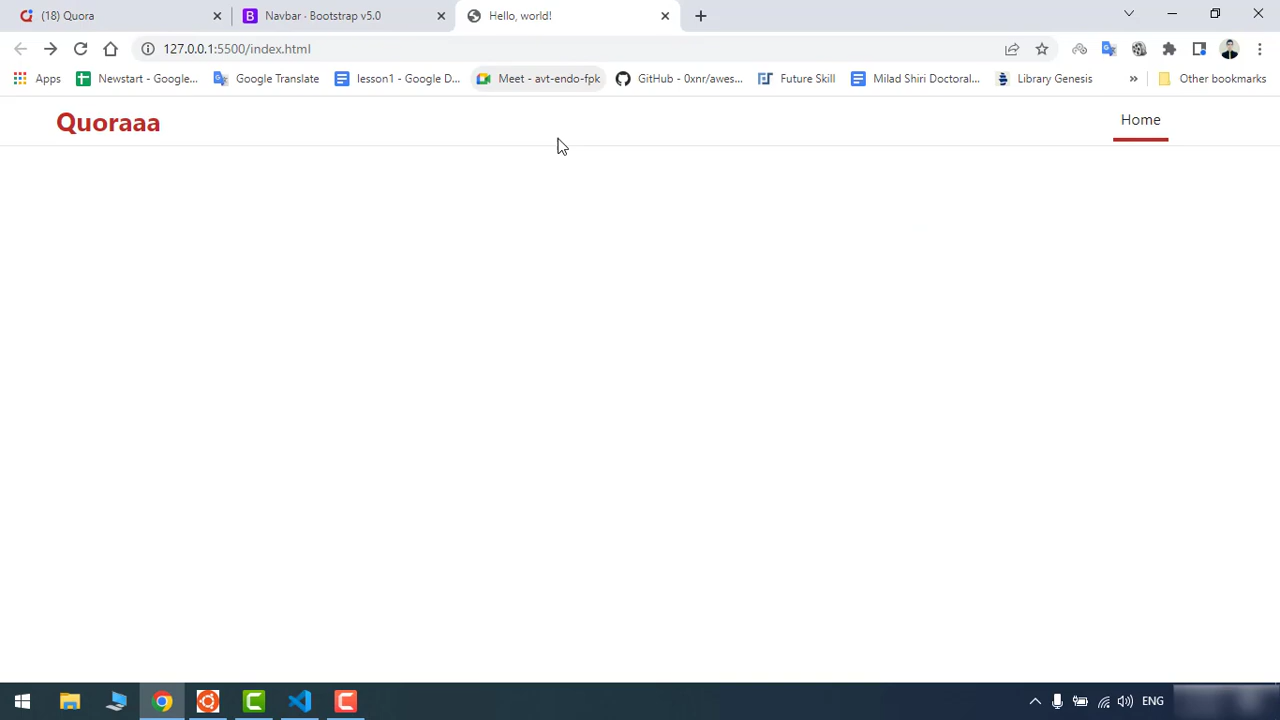 (18) Quora
Navbar · Bootstrap v5.0
Hello, world!
127.0.0.1:5500/index.html
Apps
Newstart - Google...
Google Translate
lesson1 - Google D...
Meet - avt-endo-fpk
GitHub - 0xnr/awes...
Future Skill
Milad Shiri Doctoral...
Library Genesis
»
Other bookmarks
Quoraaa
Home
ENG